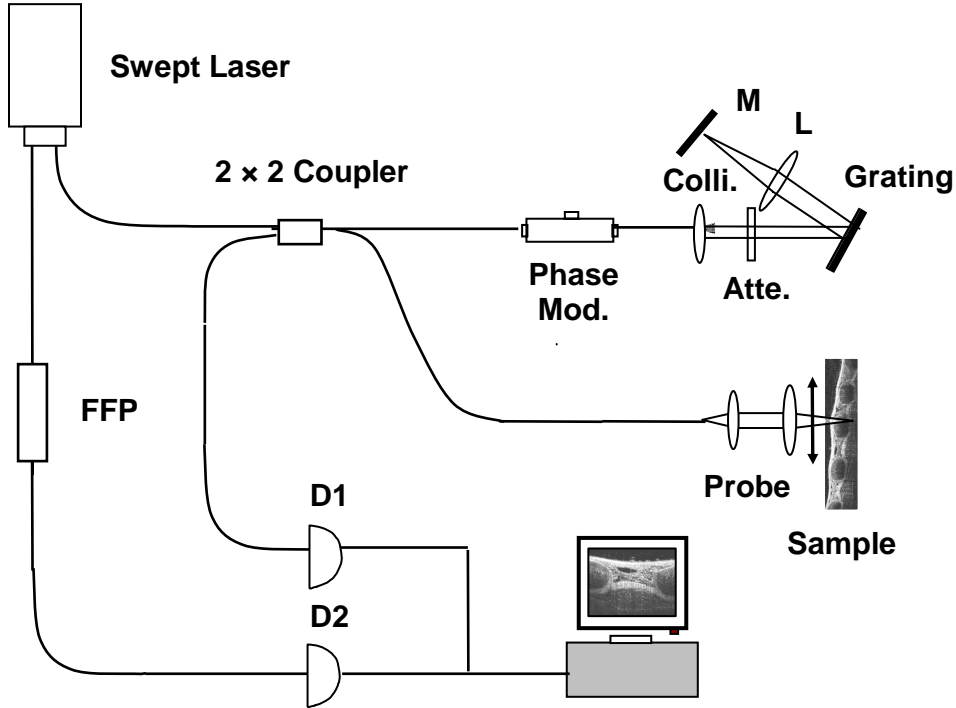 Swept Laser
M
L
2 × 2 Coupler
Colli.
Grating
Phase
Mod.
Atte.
FFP
Probe
D1
Sample
D2